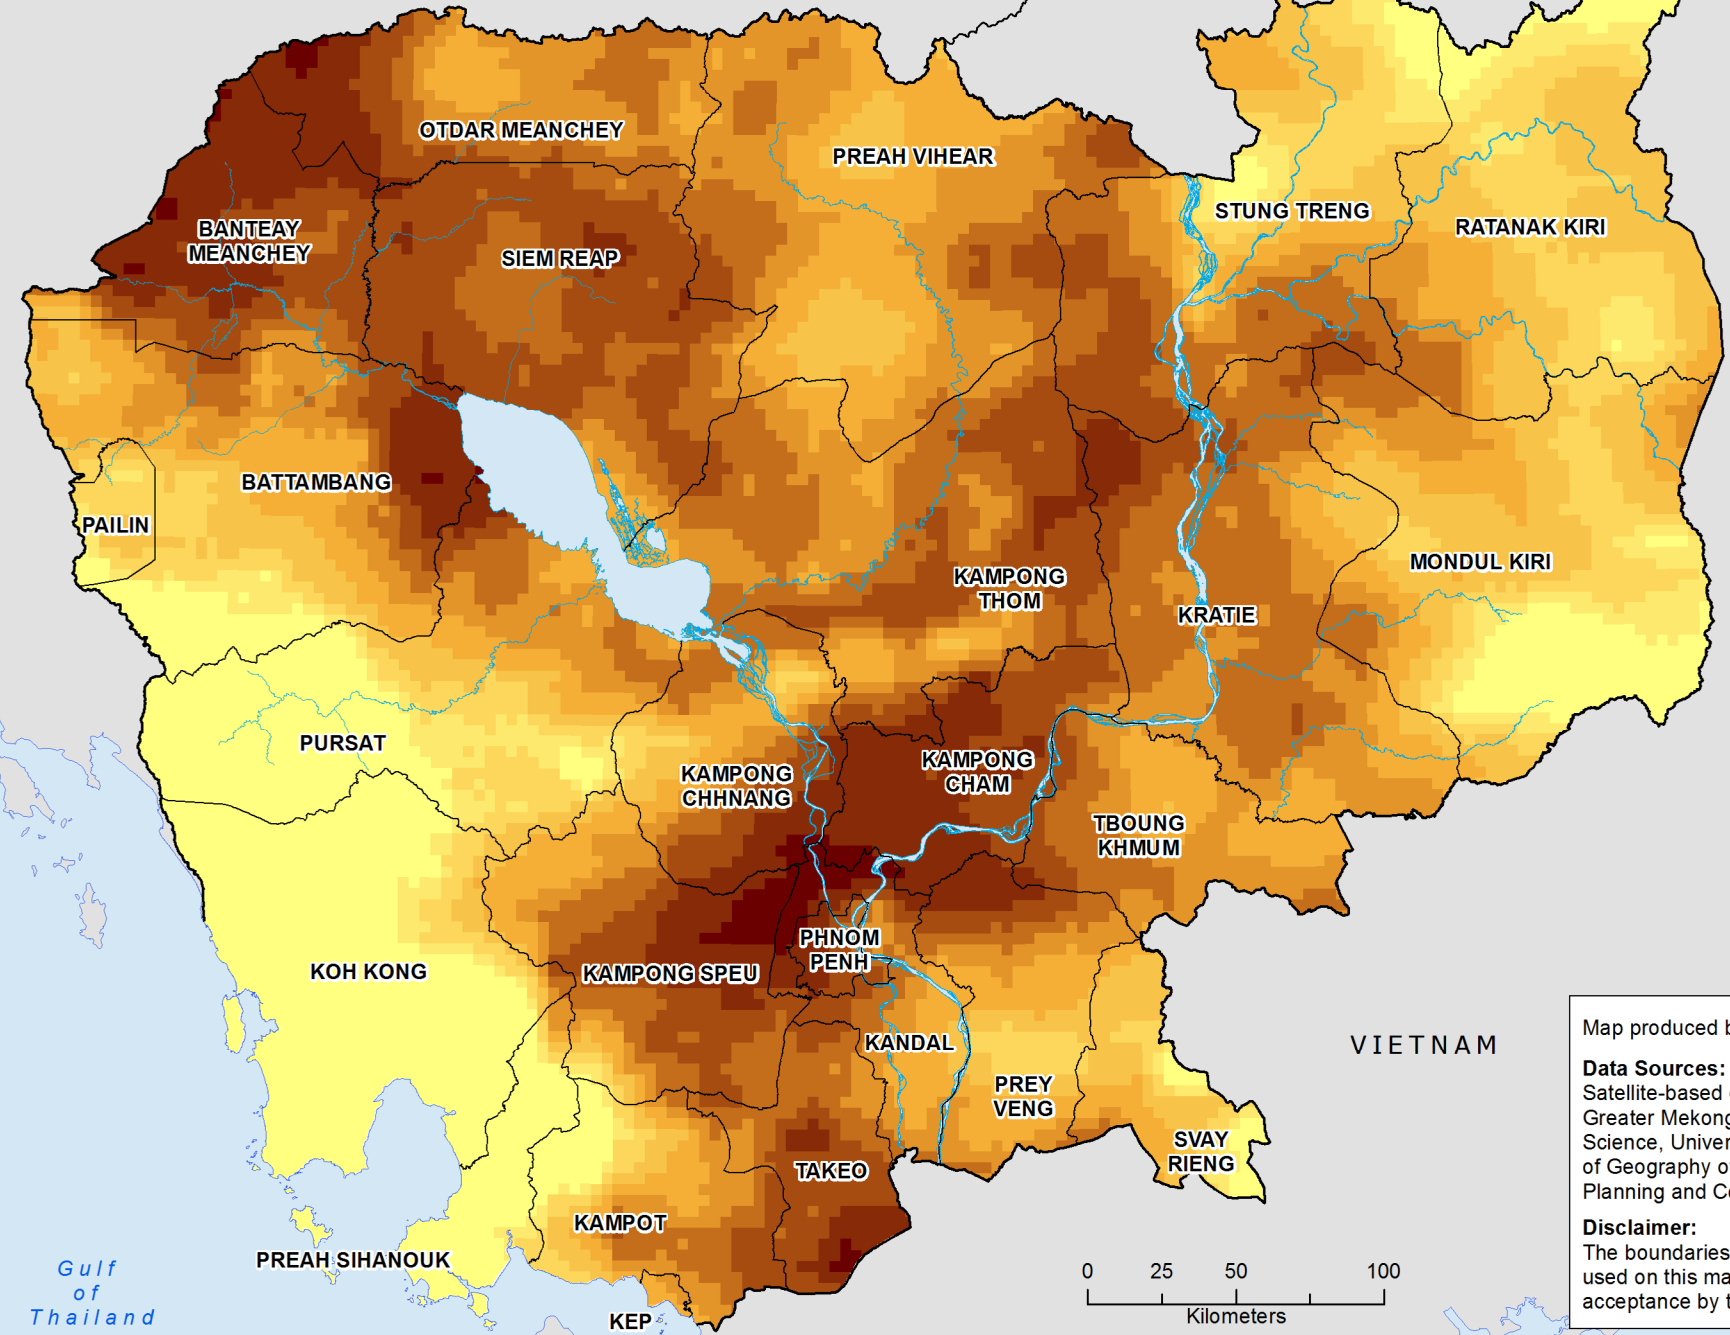 OTDAR MEANCHEY
PREAH VIHEAR
STUNG TRENG
RATANAK KIRI
BANTEAY
MEANCHEY
SIEM REAP
BATTAMBANG
PAILIN
KAMPONG
THOM
MONDUL KIRI
KRATIE
PURSAT
KAMPONG
CHHNANG
KAMPONG
CHAM
TBOUNG
KHMUM
PHNOM
PENH
KOH KONG
KAMPONG SPEU
KANDAL
PREY
VENG
SVAY
RIENG
TAKEO
KAMPOT
PREAH SIHANOUK
KEP
VIETNAM
Gulf
of
Thailand
0 25 50 100
Kilometers
Map produced b
Data Sources:
Satellite-based
Greater Mekong
Science, Univer
of Geography o
Planning and Co
Disclaimer:
The boundaries
used on this ma
acceptance by t